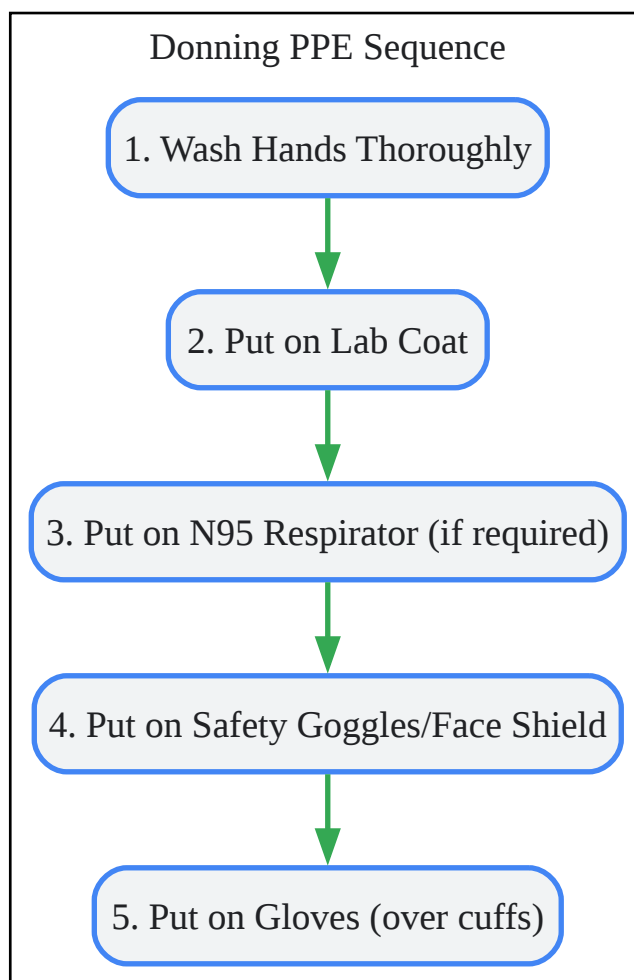 Donning PPE Sequence
1. Wash Hands Thoroughly
2. Put on Lab Coat
3. Put on N95 Respirator (if required)
4. Put on Safety Goggles/Face Shield
5. Put on Gloves (over cuffs)